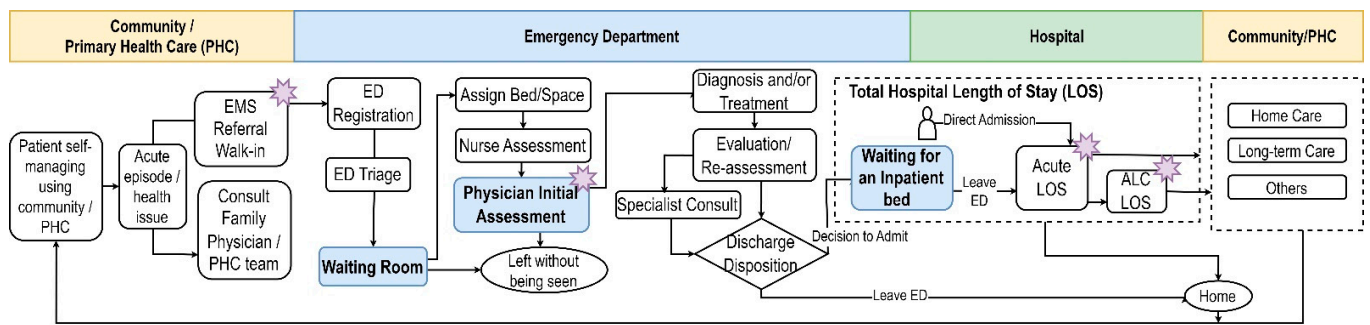 Community /
Primary Health Care (PHC)
Emergency Department
Hospital
Community/PHC
Patient self-
managing
using
community /
PHC
Acute
episode /
health
issue
EMS
Referral
Walk-in
Consult
Family
Physician /
PHC team
ED
Registration
ED Triage
Waiting Room
Assign Bed/Space
Nurse Assessment
Physician Initial
Assessment
Left without
being seen
Diagnosis and/or
Treatment
Evaluation/
Re-assessment
Specialist Consult
Discharge
Disposition
Decision to Admit
Leave ED
Total Hospital Length of Stay (LOS)
Direct Admission
Waiting for
an Inpatient
bed
Leave
ED
Acute
LOS
ALC
LOS
Home
Home Care
Long-term Care
Others